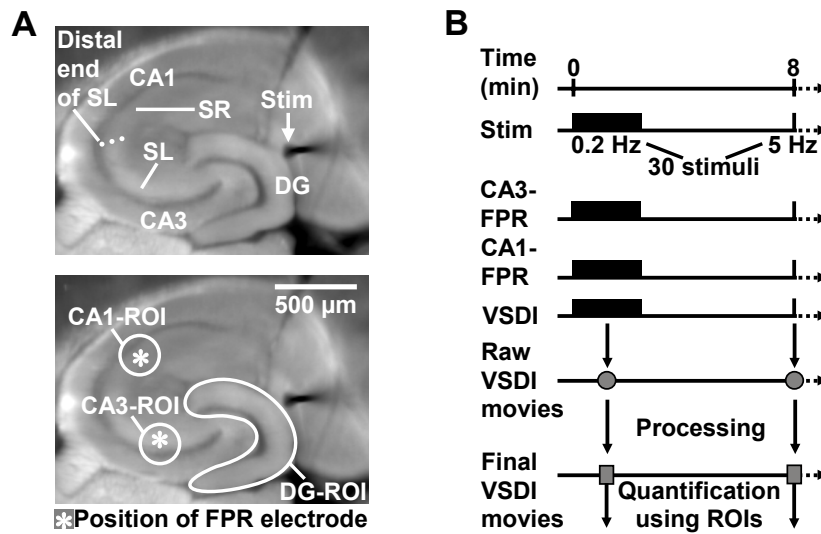 A
Distal
end
of SL
CA1
SR
Stim
SL
DG
CA3
500 µm
CA1-ROI
*
CA3-ROI
*
DG-ROI
*Position of FPR electrode
B
Time
(min)
0
8
Stim
0.2 Hz
5 Hz
30 stimuli
CA3-
FPR
CA1-
FPR
VSDI
Raw
VSDI
movies
Processing
Final
VSDI
movies
Quantification
using ROIs